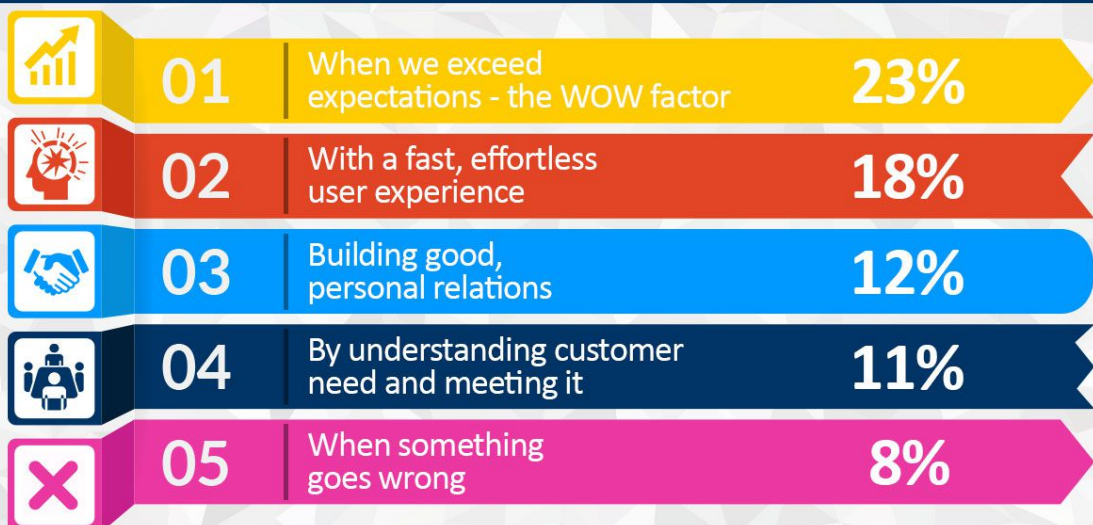 01
When we exceed
expectations - the WOW factor
23%
02
With a fast, effortless
user experience
18%
03
Building good,
personal relations
12%
04
By understanding customer
need and meeting it
11%
05
When something
goes wrong
8%